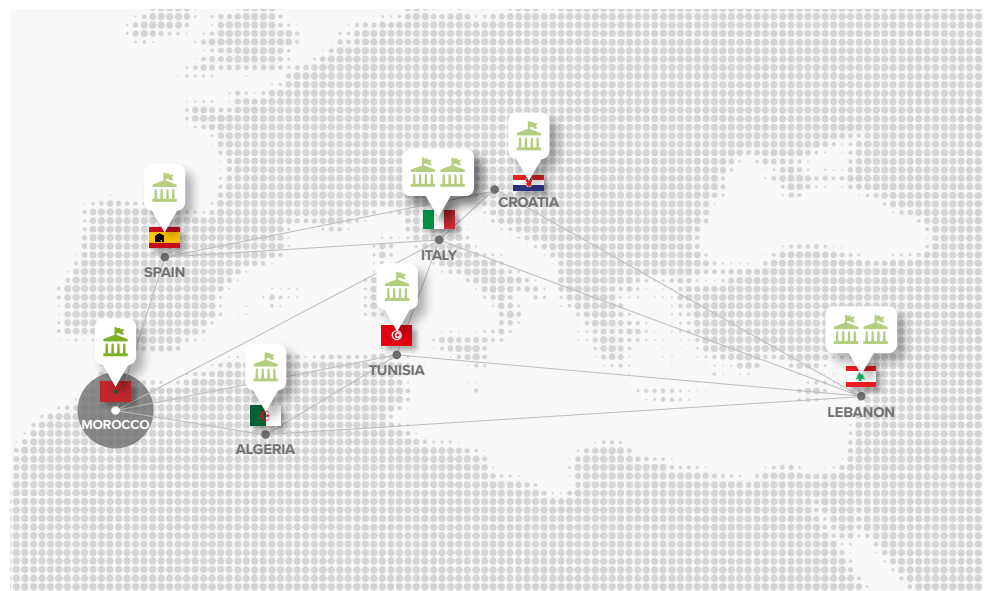 CROATIA
ITALY
SPAIN
TUNISIA
LEBANON
MOROCCO
ALGERIA